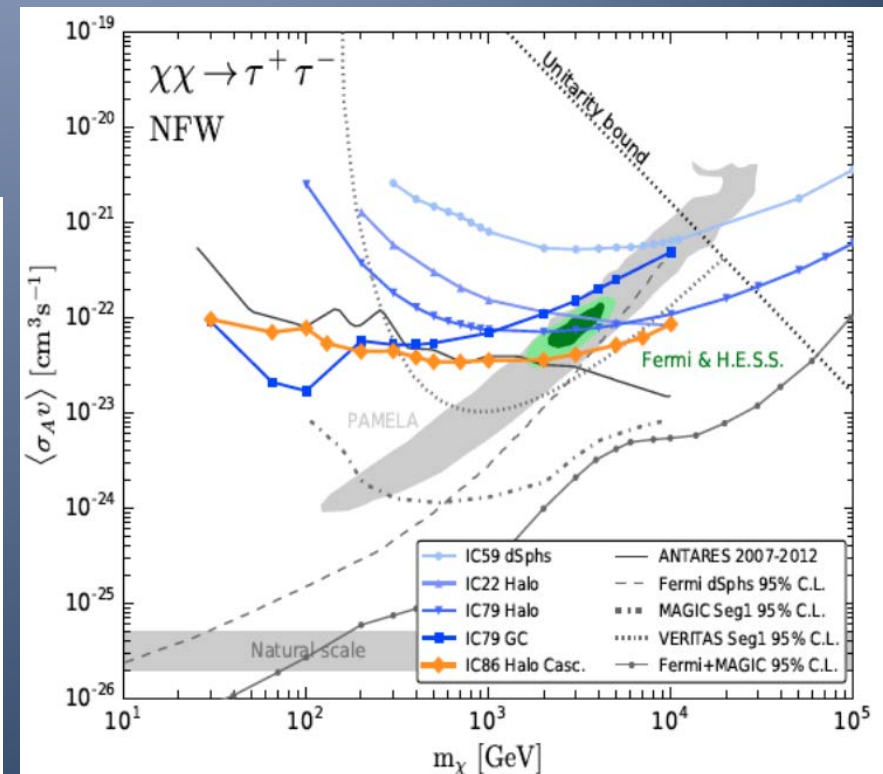 10^-19
10^-20
10^-21
10^-22
10^-23
10^-24
10^-25
10^-26
⟨σ_A v⟩ [cm³ s⁻¹]
χχ → τ⁺ τ⁻
NFW
Unitarity bound
Fermi & H.E.S.S.
PAMELA
Natural scale
IC59 dSphs
IC22 Halo
IC79 Halo
IC79 GC
IC86 Halo Casc.
ANTARES 2007-2012
Fermi dSphs 95% C.L.
MAGIC Seg1 95% C.L.
VERITAS Seg1 95% C.L.
Fermi+MAGIC 95% C.L.
10^1 10^2 10^3 10^4 10^5
m_χ [GeV]